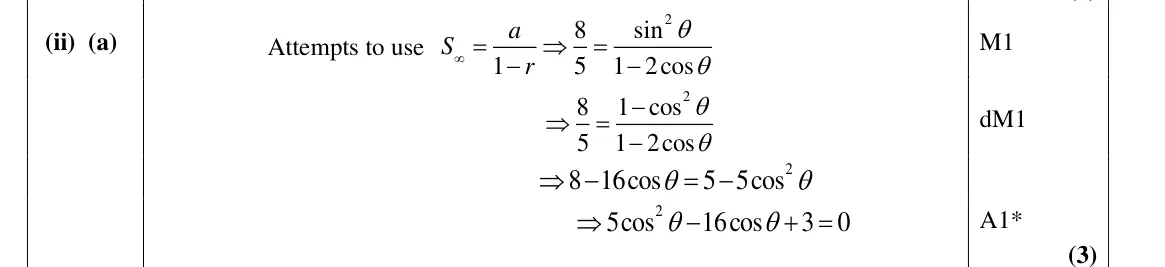 (ii) (a) Attempts to use S∞ = a/(1−r) ⇒ 8/5 = sin²θ/(1−2cosθ) M1
⇒ 8/5 = (1−cos²θ)/(1−2cosθ) dM1
⇒ 8−16cosθ = 5−5cos²θ
⇒ 5cos²θ−16cosθ+3=0 A1*
(3)